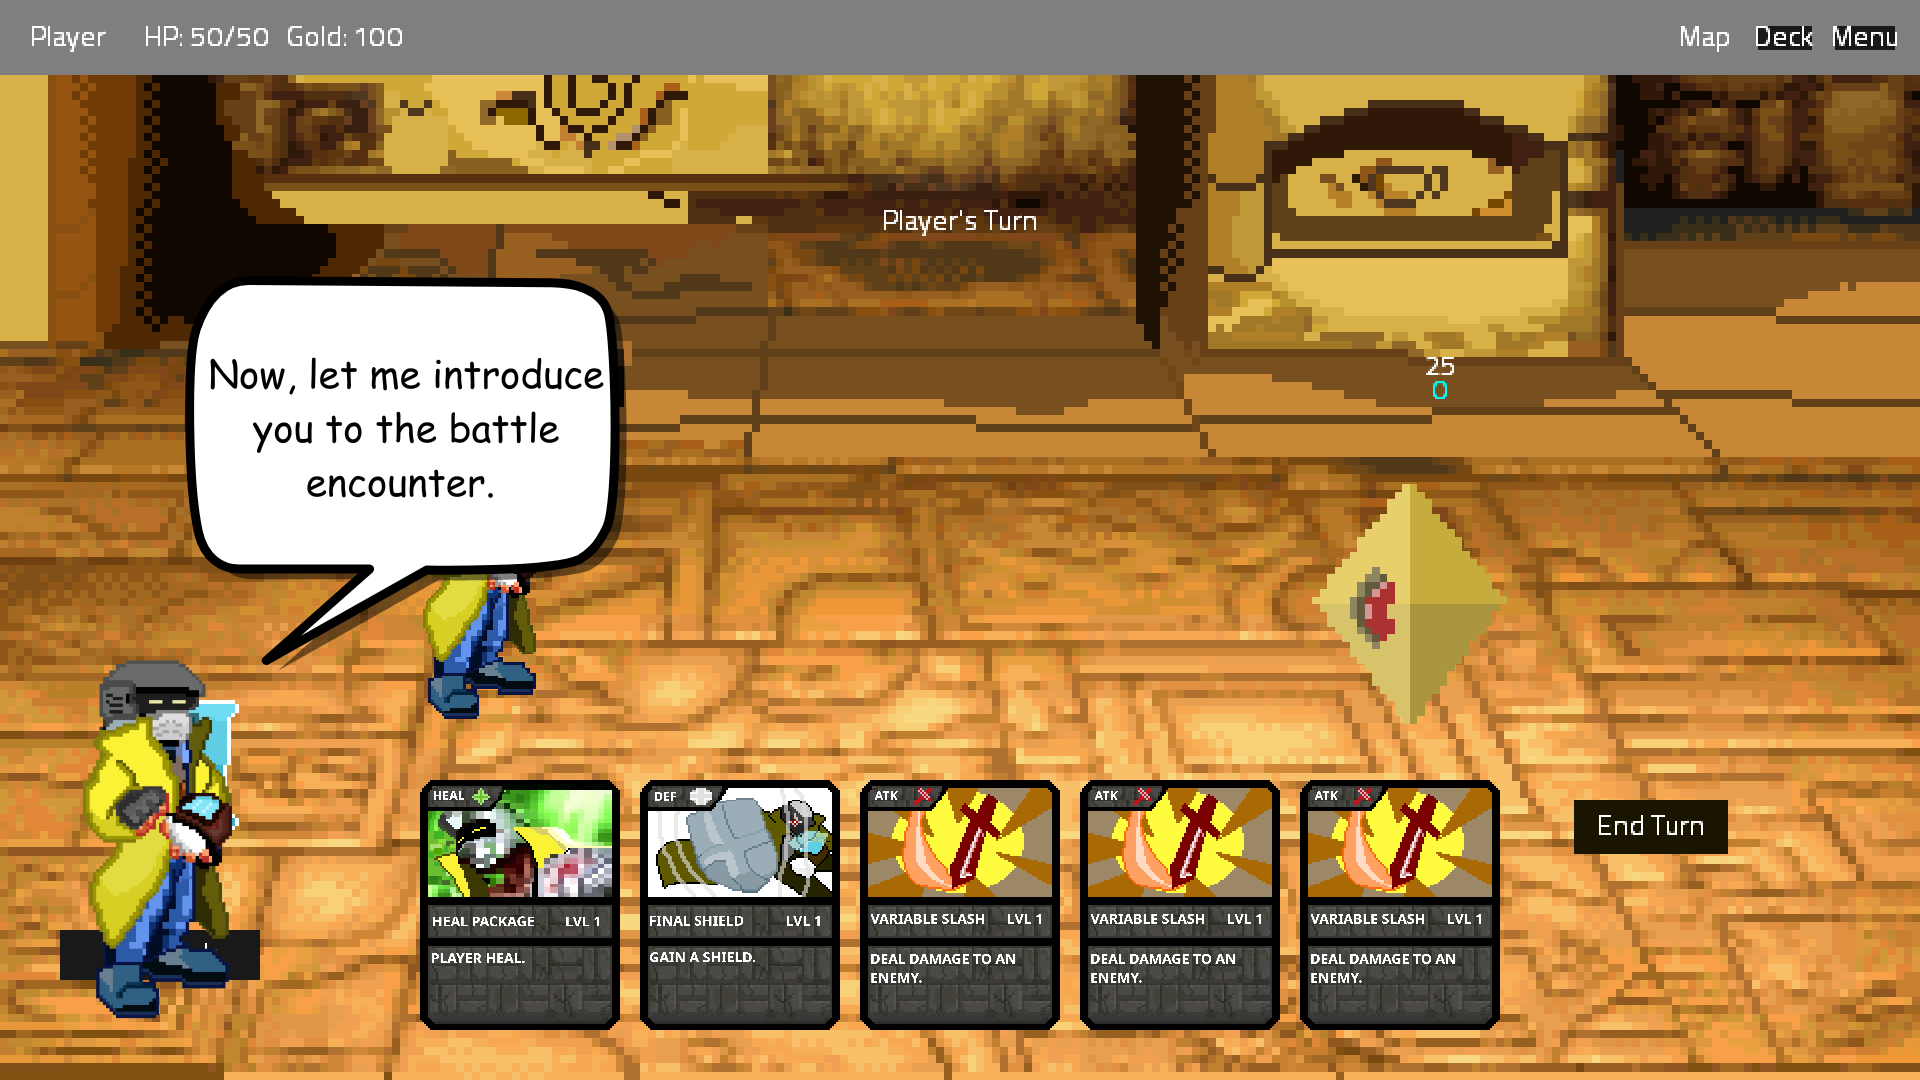 Player HP: 50/50 Gold: 100 Map Deck Menu
Player's Turn
Now, let me introduce
you to the battle
encounter.
25
0
HEAL
HEAL PACKAGE LVL 1
PLAYER HEAL.
DEF
FINAL SHIELD LVL 1
GAIN A SHIELD.
ATK
VARIABLE SLASH LVL 1
DEAL DAMAGE TO AN
ENEMY.
ATK
VARIABLE SLASH LVL 1
DEAL DAMAGE TO AN
ENEMY.
ATK
VARIABLE SLASH LVL 1
DEAL DAMAGE TO AN
ENEMY.
End Turn